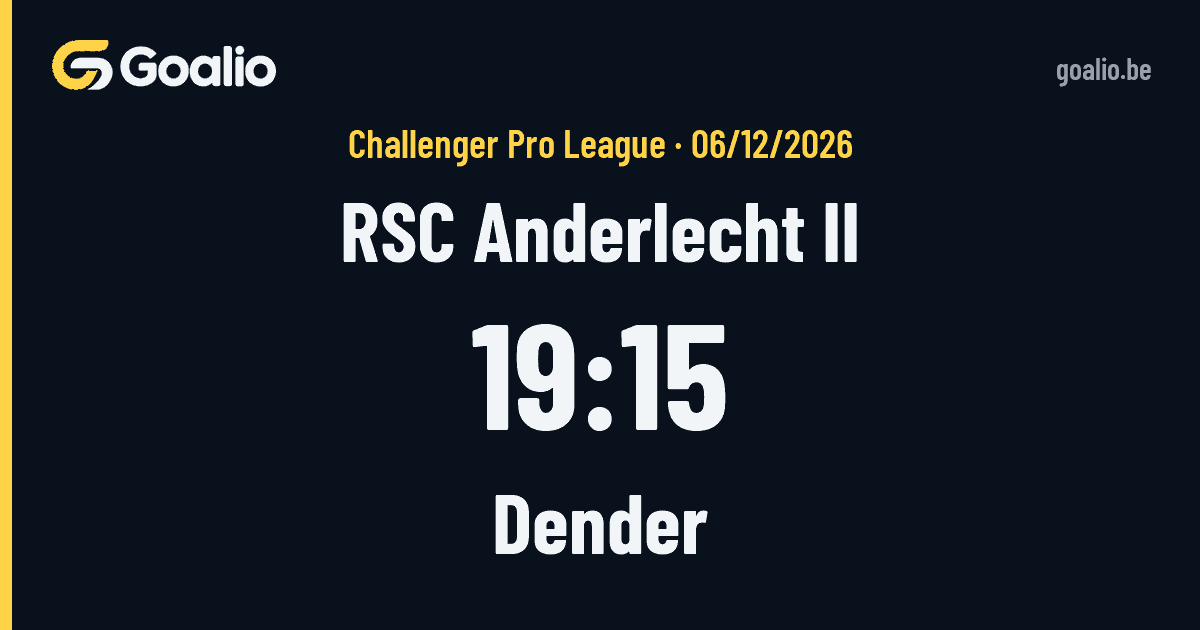 Goalio
goalio.be
Challenger Pro League · 06/12/2026
RSC Anderlecht II
19:15
Dender